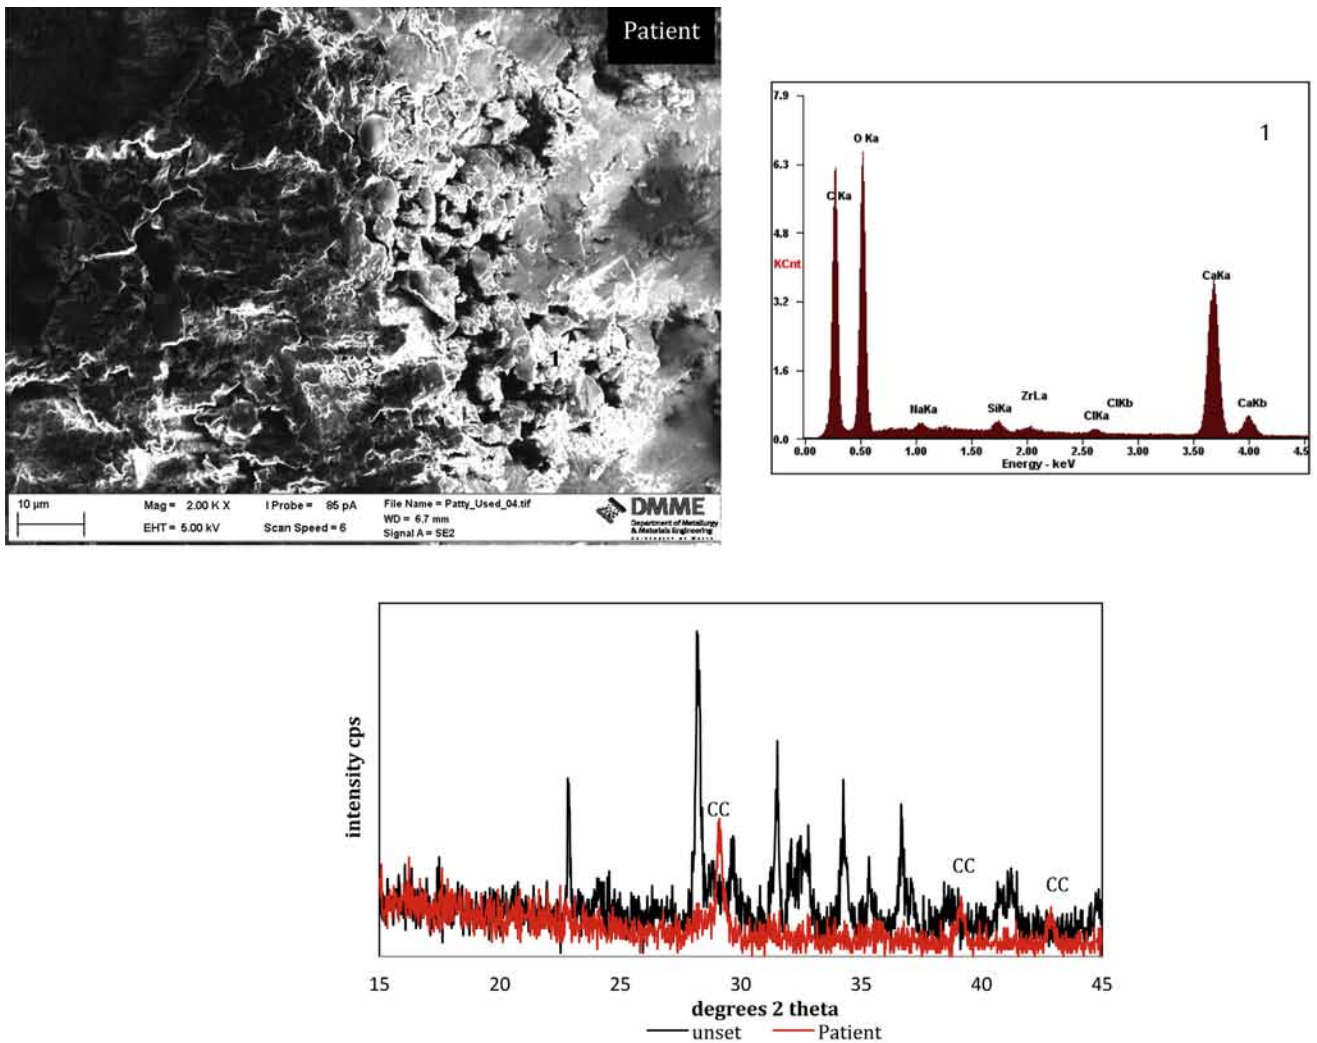 Patient
1
10 µm
Mag = 2.00 K X
I Probe = 85 pA
File Name = Patty_Used_04.tif
EHT = 5.00 kV
Scan Speed = 6
WD = 6.7 mm
Signal A = SE2
DMME
Department of Metallurgy
& Materials Engineering
1
7.9
6.3
4.8
KCnt
3.2
1.6
0.0
C Ka
O Ka
NaKa
SiKa
ZrLa
ClKa
ClKb
CaKa
CaKb
0.00 0.50 1.00 1.50 2.00 2.50 3.00 3.50 4.00 4.5
Energy - keV
intensity cps
CC
CC
CC
15 20 25 30 35 40 45
degrees 2 theta
unset Patient